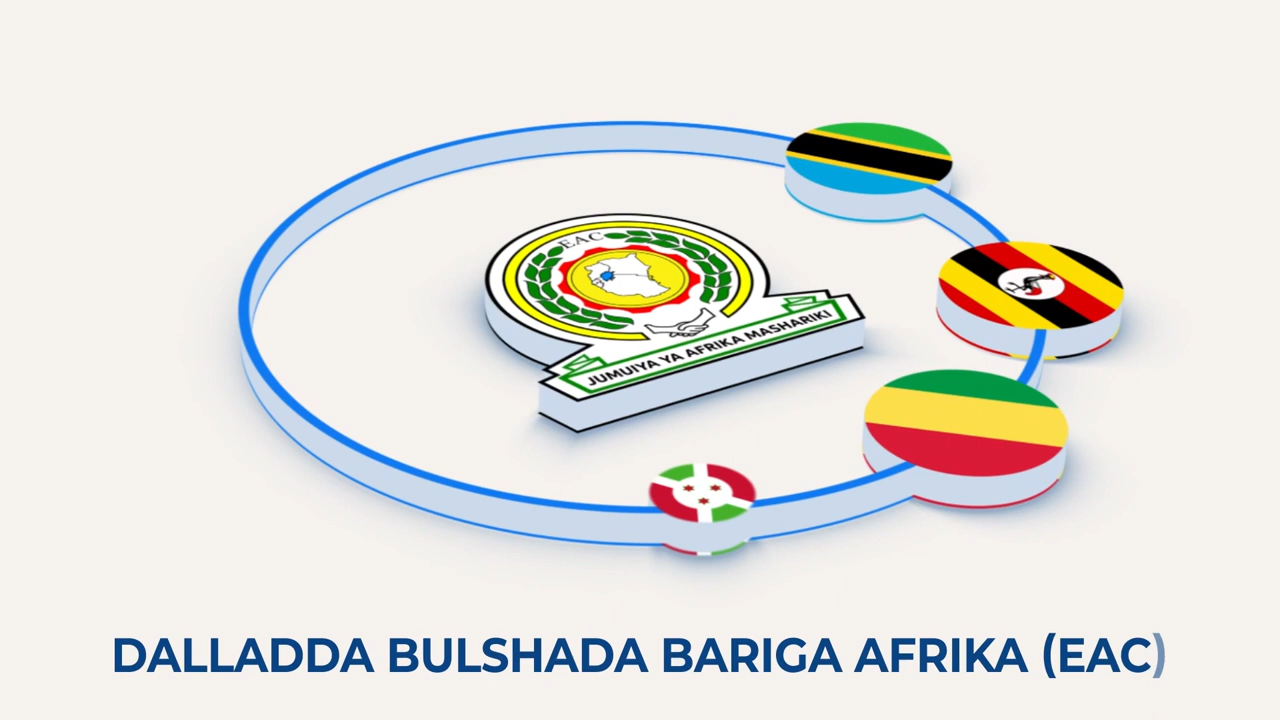 EAC
JUMUIYA YA AFRIKA MASHARIKI
DALLADDA BULSHADA BARIGA AFRIKA (EAC)